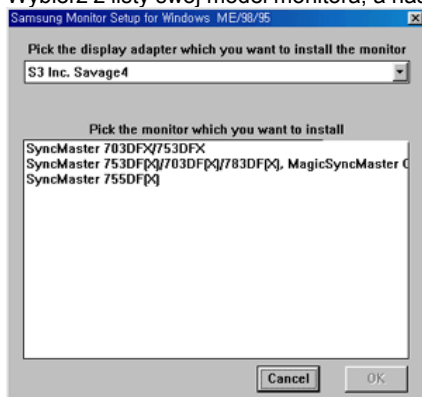 Wybierz z listy swój model monitora, a nas
Samsung Monitor Setup for Windows ME/98/95
Pick the display adapter which you want to install the monitor
S3 Inc. Savage4
Pick the monitor which you want to install
SyncMaster 703DFX/753DFX
SyncMaster 753DF[X]/703DF[X]/783DF[X], MagicSyncMaster C
SyncMaster 755DF[X]
Cancel OK